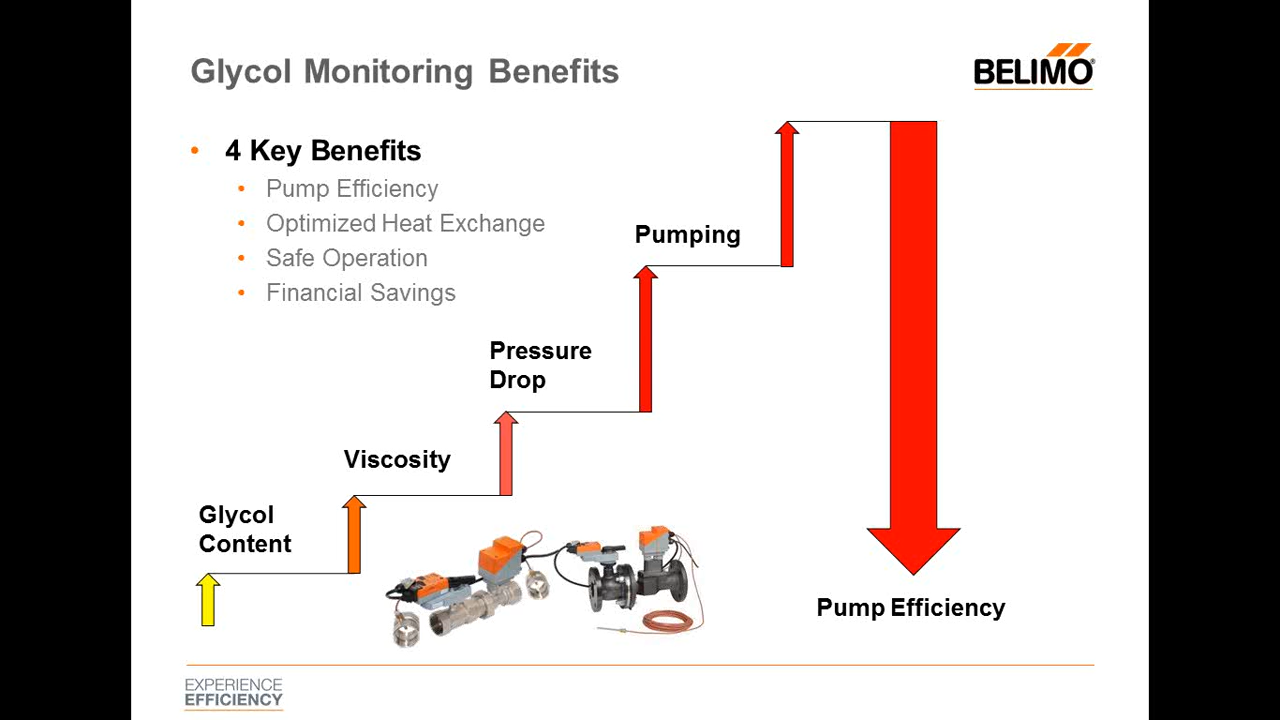 Glycol Monitoring Benefits
BELIMO®
• 4 Key Benefits
• Pump Efficiency
• Optimized Heat Exchange
• Safe Operation
• Financial Savings
Pumping
Pressure
Drop
Viscosity
Glycol
Content
Pump Efficiency
EXPERIENCE
EFFICIENCY